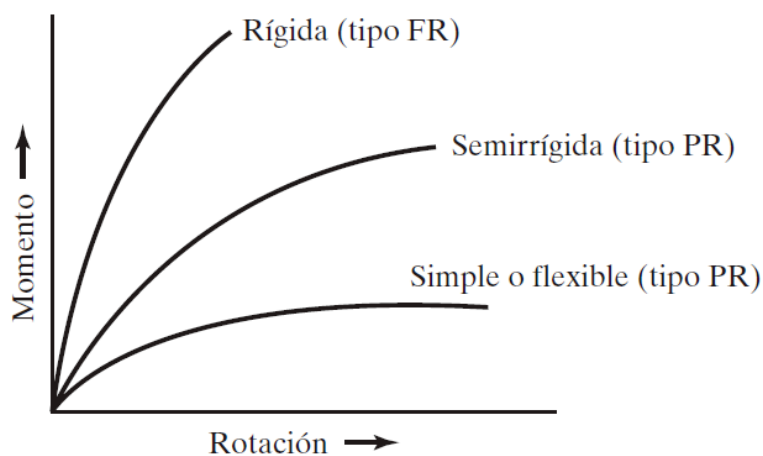 Rígida (tipo FR)
Semirrígida (tipo PR)
Simple o flexible (tipo PR)
Momento
Rotación